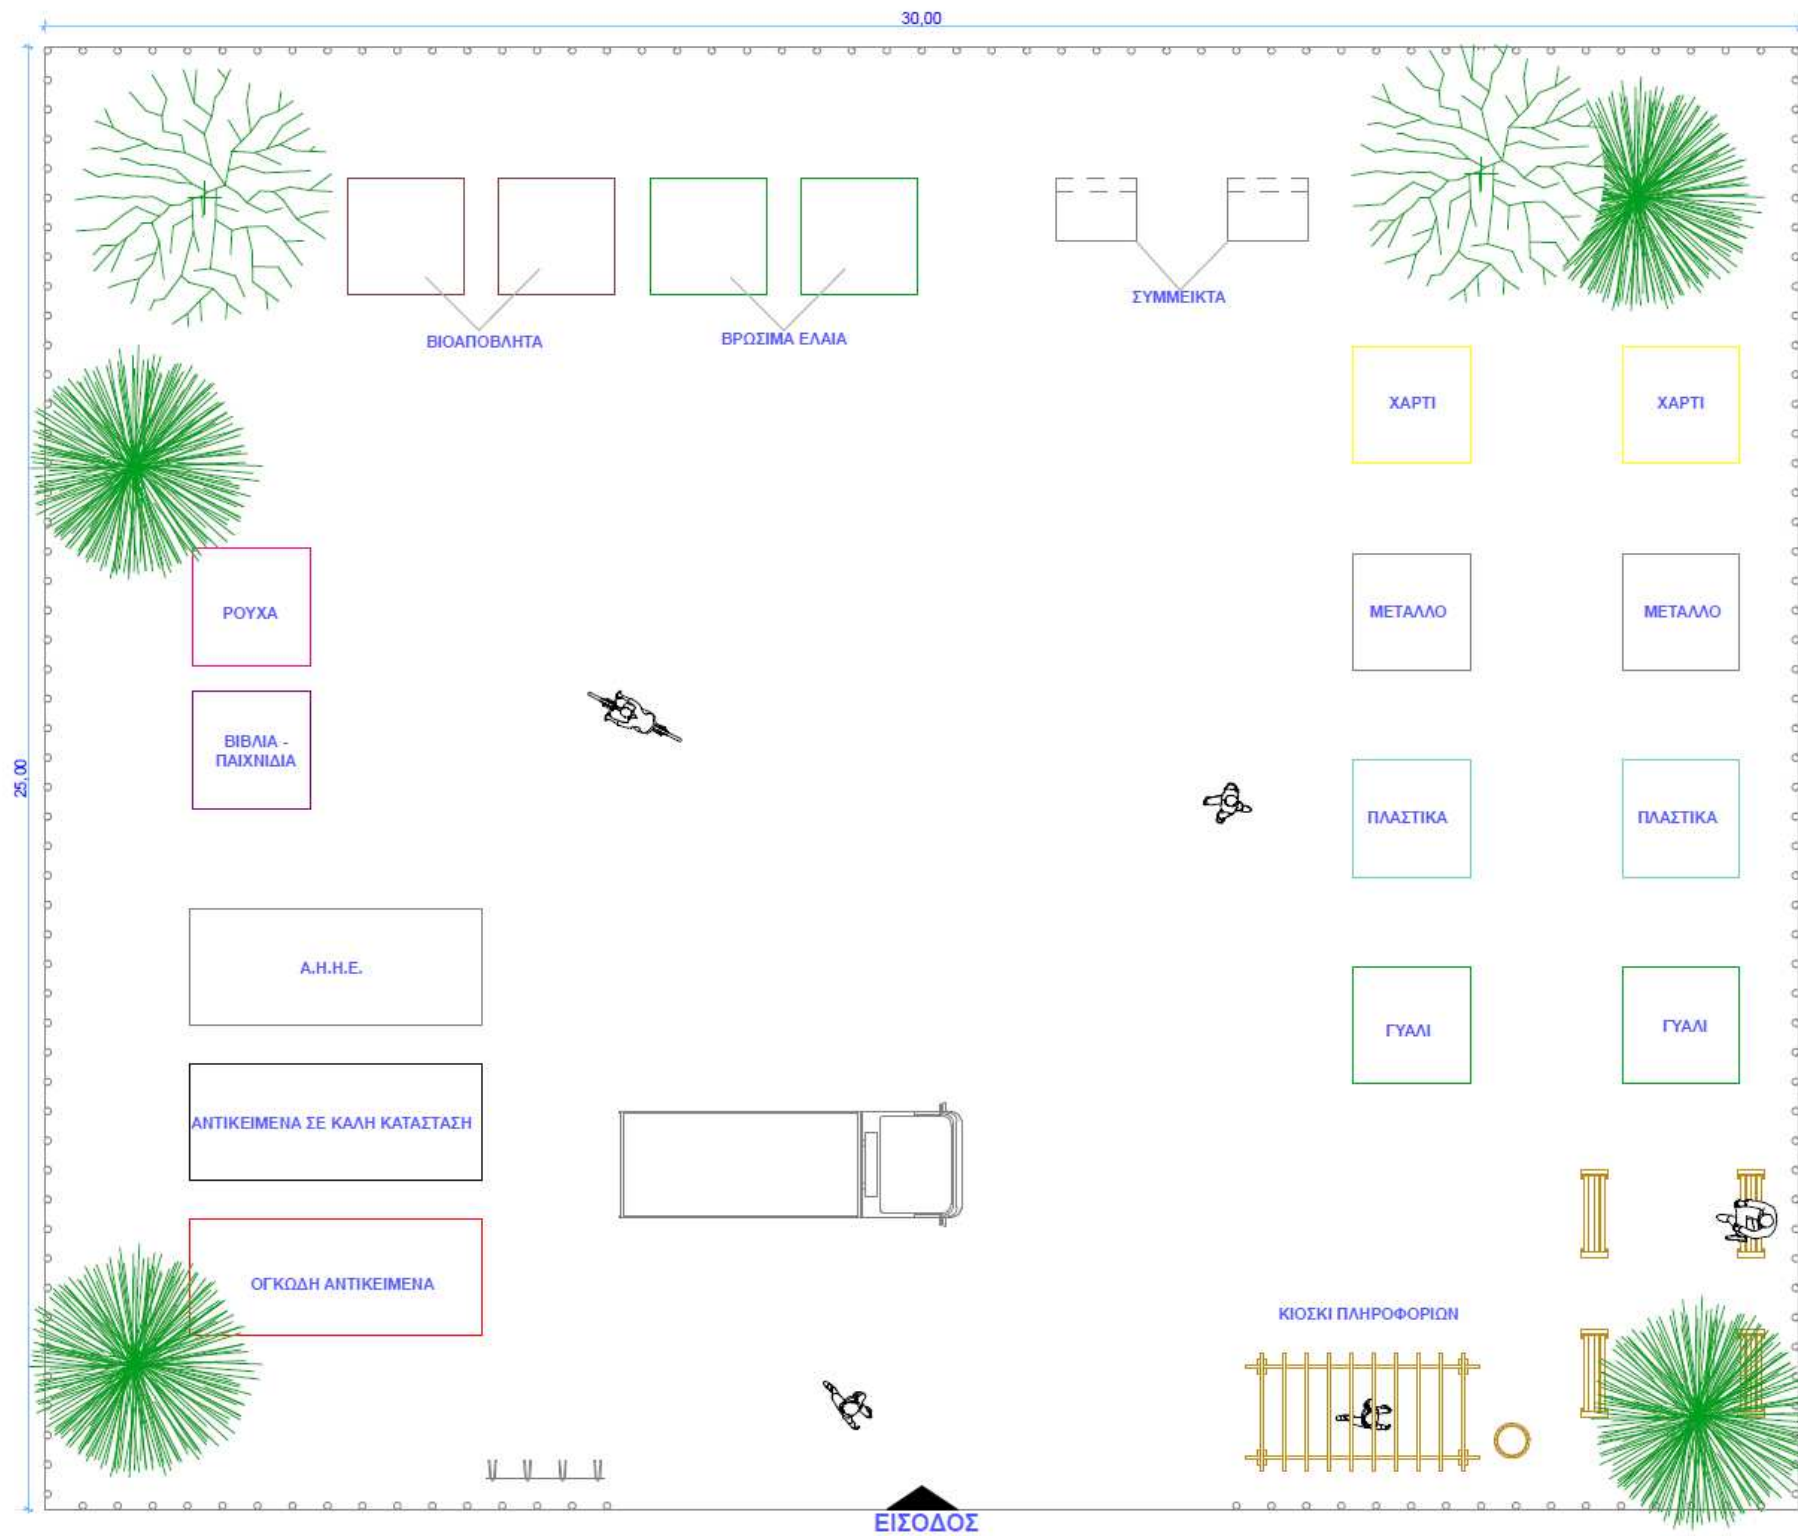 30,00
ΒΙΟΑΠΟΒΛΗΤΑ
ΒΡΩΣΙΜΑ ΕΛΑΙΑ
ΣΥΜΜΕΙΚΤΑ
ΧΑΡΤΙ
ΧΑΡΤΙ
ΡΟΥΧΑ
ΜΕΤΑΛΛΟ
ΜΕΤΑΛΛΟ
ΒΙΒΛΙΑ -
ΠΑΙΧΝΙΔΙΑ
25,00
ΠΛΑΣΤΙΚΑ
ΠΛΑΣΤΙΚΑ
Α.Η.Η.Ε.
ΓΥΑΛΙ
ΓΥΑΛΙ
ΑΝΤΙΚΕΙΜΕΝΑ ΣΕ ΚΑΛΗ ΚΑΤΑΣΤΑΣΗ
ΟΓΚΩΔΗ ΑΝΤΙΚΕΙΜΕΝΑ
ΚΙΟΣΚΙ ΠΛΗΡΟΦΟΡΙΩΝ
ΕΙΣΟΔΟΣ